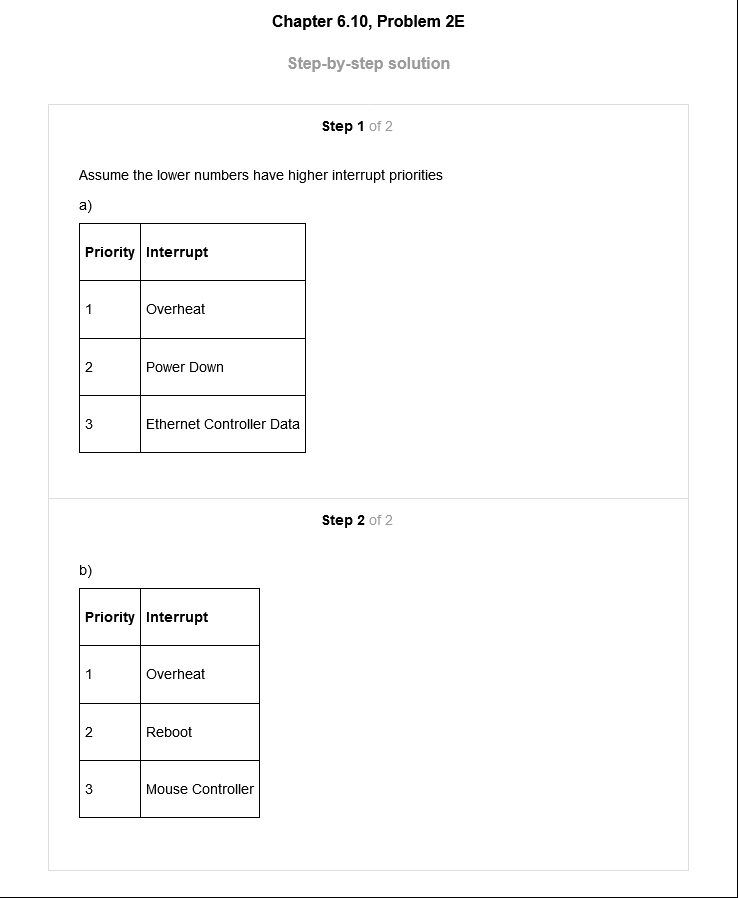 Chapter 6.10, Problem 2E
Step-by-step solution
Step 1 of 2
Assume the lower numbers have higher interrupt priorities
a)
Priority Interrupt
1 Overheat
2 Power Down
3 Ethernet Controller Data
Step 2 of 2
b)
Priority Interrupt
1 Overheat
2 Reboot
3 Mouse Controller